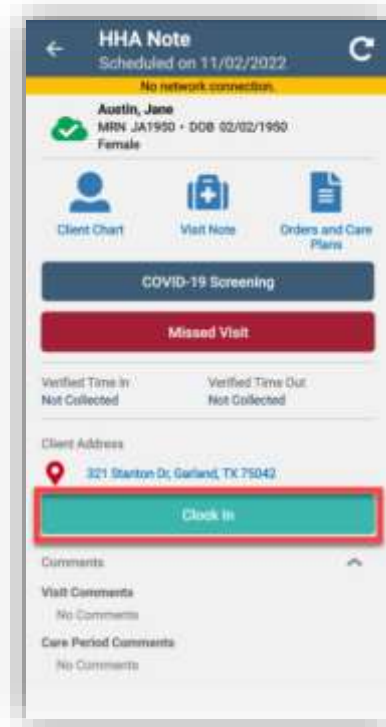 HHA Note
Scheduled on 11/02/2022
No network connection.
Austin, Jane
MRN JA1950 • DOB 02/02/1950
Female
Client Chart
Visit Note
Orders and Care
Plans
COVID-19 Screening
Missed Visit
Verified Time In
Verified Time Out
Not Collected
Not Collected
Client Address
321 Stanton Dr, Garland, TX 75042
Clock In
Comments
Visit Comments
No Comments
Care Period Comments
No Comments